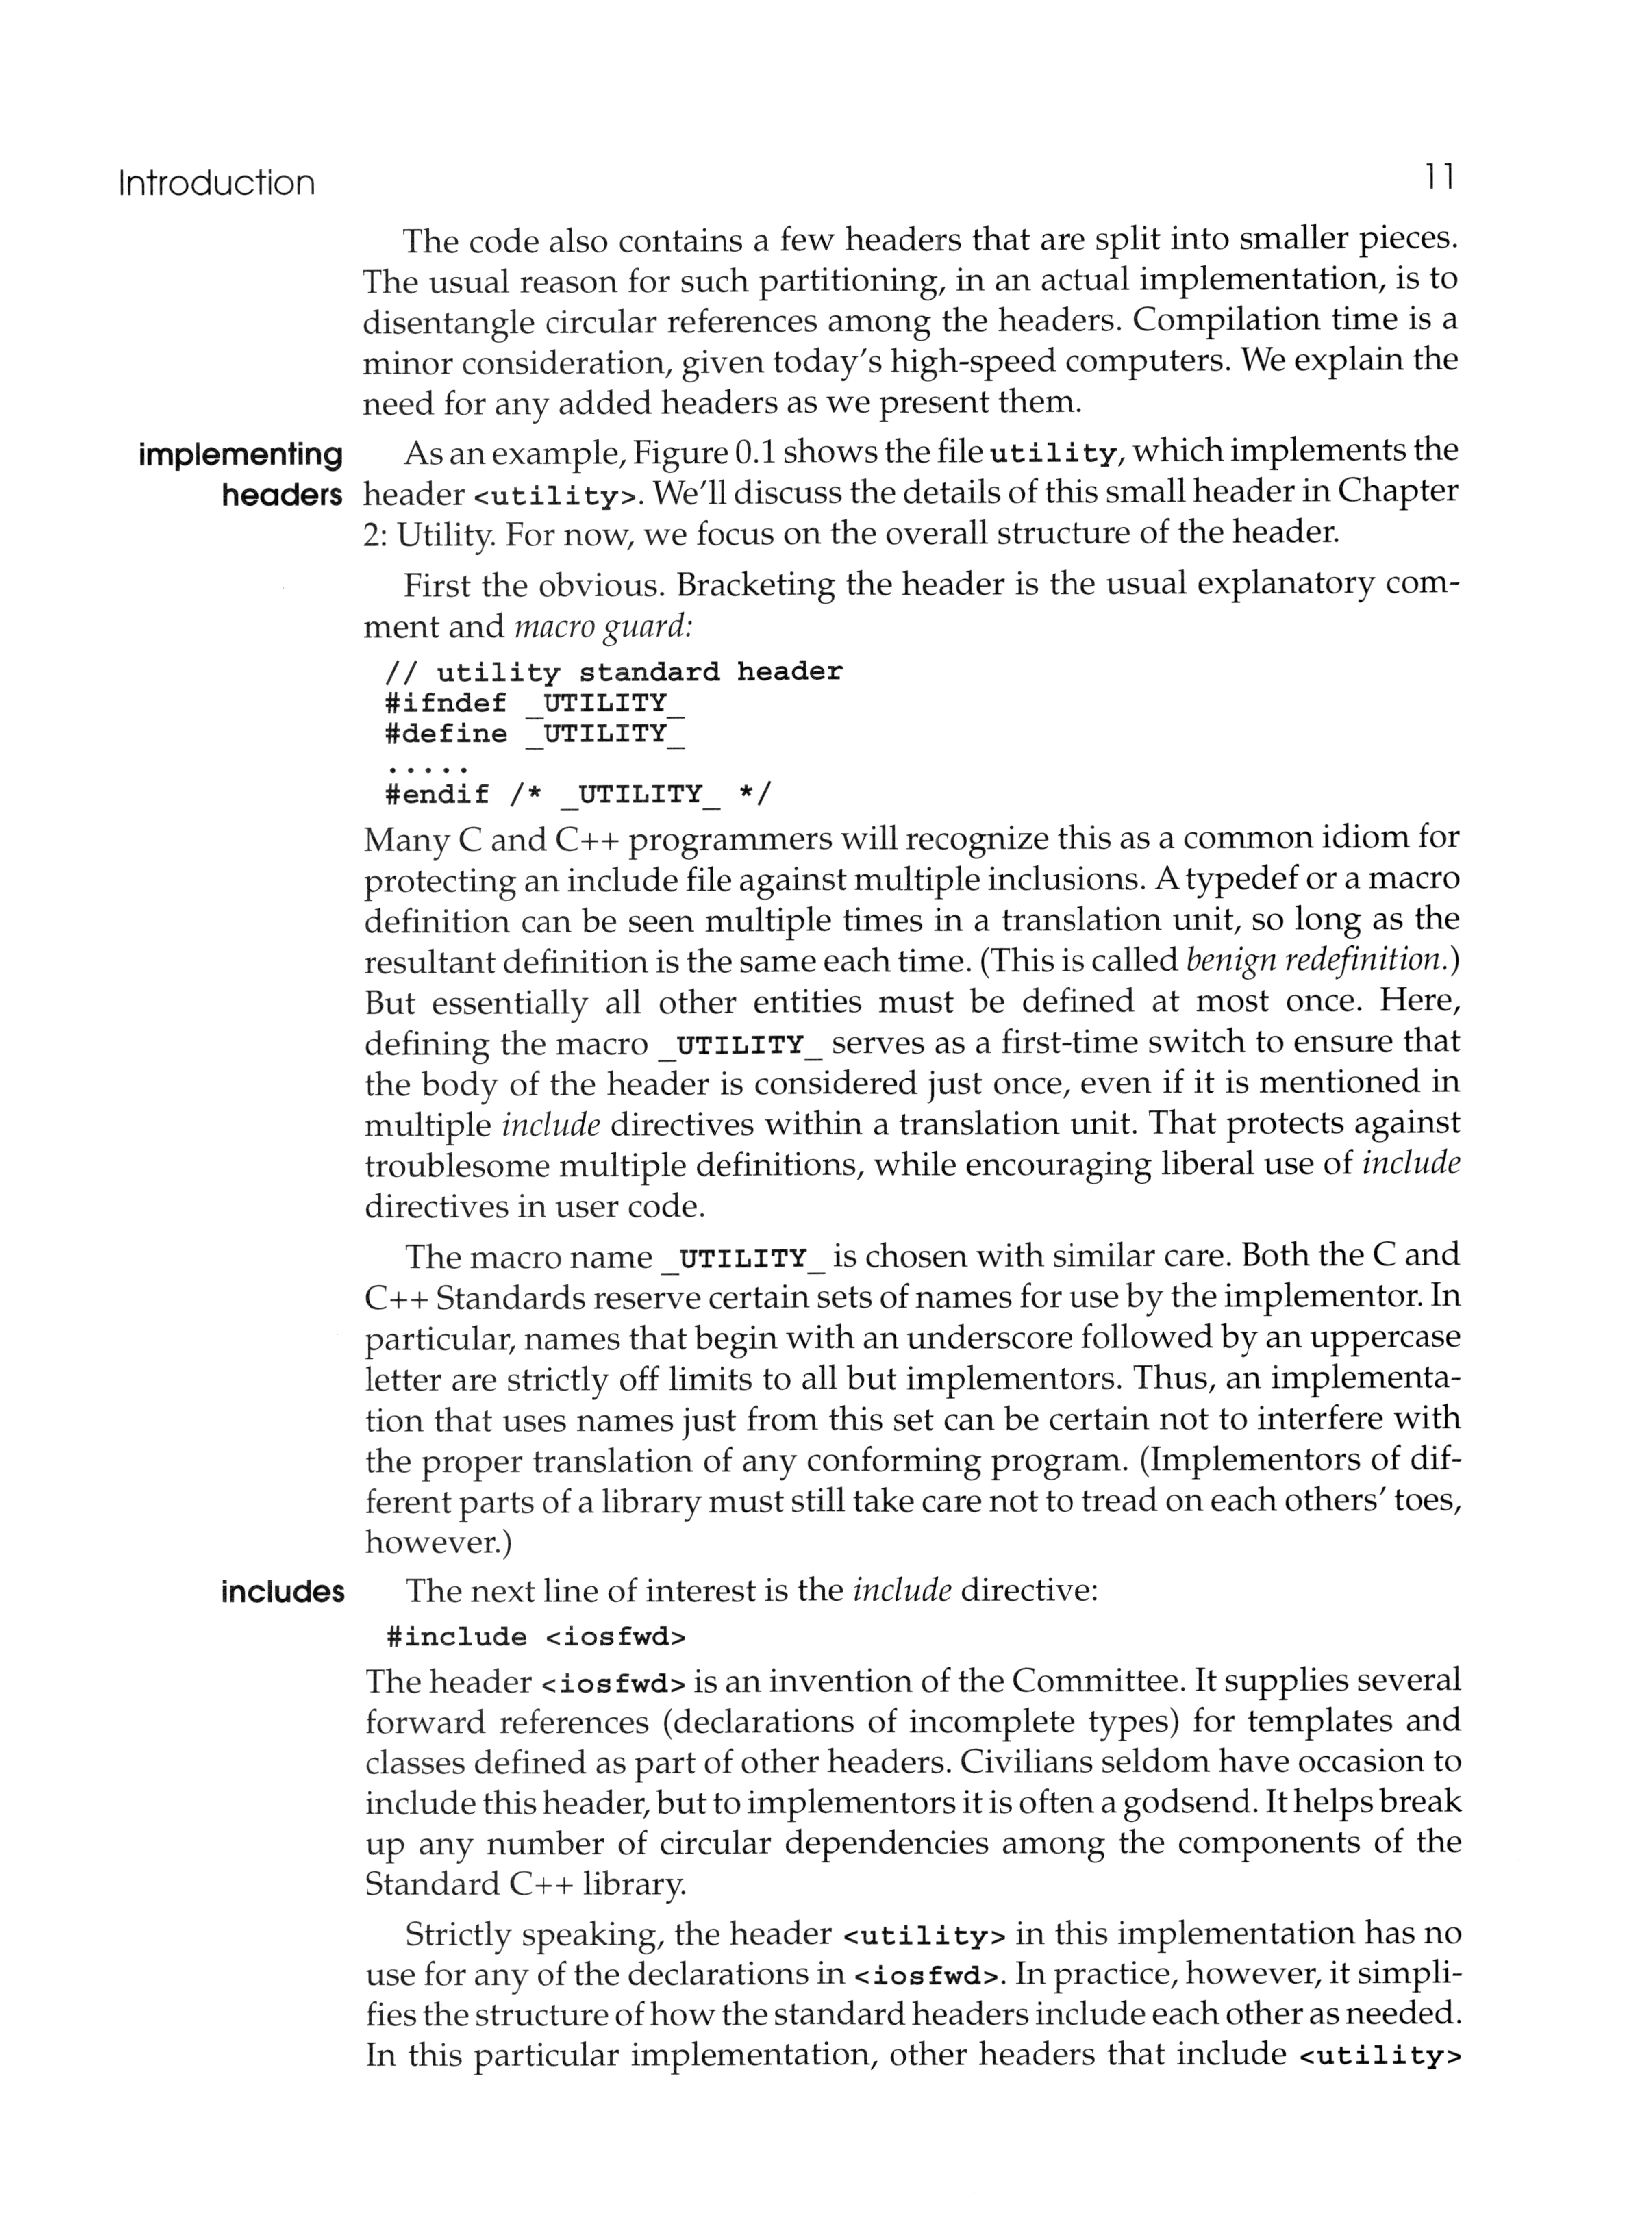 Introduction 11
The code also contains a few headers that are split into smaller pieces.
The usual reason for such partitioning, in an actual implementation, is to
disentangle circular references among the headers. Compilation time is a
minor consideration, given today's high-speed computers. We explain the
need for any added headers as we present them.
implementing As an example, Figure 0.1 shows the file utility, which implements the
headers header <utility>. We'll discuss the details of this small header in Chapter
2: Utility. For now, we focus on the overall structure of the header.
First the obvious. Bracketing the header is the usual explanatory com-
ment and macro guard:
// utility standard header
#ifndef _UTILITY_
#define _UTILITY_
.....
#endif /* _UTILITY_ */
Many C and C++ programmers will recognize this as a common idiom for
protecting an include file against multiple inclusions. A typedef or a macro
definition can be seen multiple times in a translation unit, so long as the
resultant definition is the same each time. (This is called benign redefinition.)
But essentially all other entities must be defined at most once. Here,
defining the macro _UTILITY_ serves as a first-time switch to ensure that
the body of the header is considered just once, even if it is mentioned in
multiple include directives within a translation unit. That protects against
troublesome multiple definitions, while encouraging liberal use of include
directives in user code.
The macro name _UTILITY_ is chosen with similar care. Both the C and
C++ Standards reserve certain sets of names for use by the implementor. In
particular, names that begin with an underscore followed by an uppercase
letter are strictly off limits to all but implementors. Thus, an implementa-
tion that uses names just from this set can be certain not to interfere with
the proper translation of any conforming program. (Implementors of dif-
ferent parts of a library must still take care not to tread on each others' toes,
however.)
includes The next line of interest is the include directive:
#include <iosfwd>
The header <iosfwd> is an invention of the Committee. It supplies several
forward references (declarations of incomplete types) for templates and
classes defined as part of other headers. Civilians seldom have occasion to
include this header, but to implementors it is often a godsend. It helps break
up any number of circular dependencies among the components of the
Standard C++ library.
Strictly speaking, the header <utility> in this implementation has no
use for any of the declarations in <iosfwd>. In practice, however, it simpli-
fies the structure of how the standard headers include each other as needed.
In this particular implementation, other headers that include <utility>